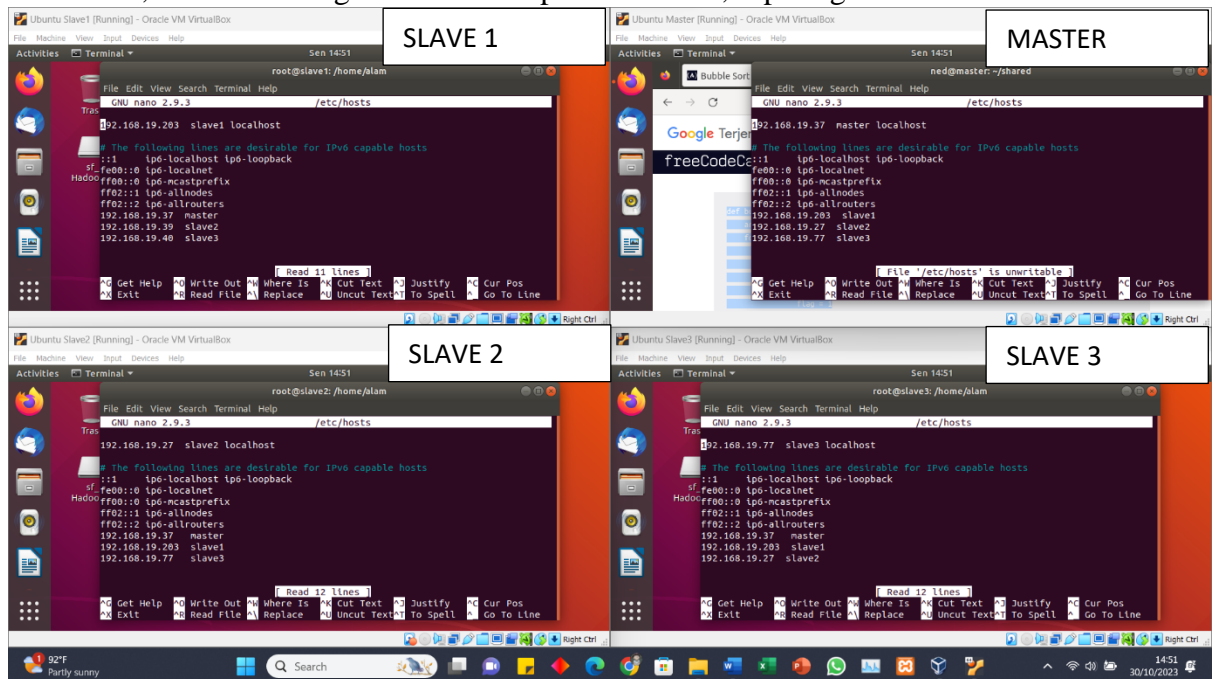 Ubuntu Slave1 [Running] - Oracle VM VirtualBox
File Machine View Input Devices Help
SLAVE 1
Activities Terminal Sen 14:51
root@slave1: /home/alam
File Edit View Search Terminal Help
GNU nano 2.9.3 /etc/hosts
192.168.19.203 slave1 localhost
# The following lines are desirable for IPv6 capable hosts
::1 ip6-localhost ip6-loopback
fe00::0 ip6-localnet
ff00::0 ip6-mcastprefix
ff02::1 ip6-allnodes
ff02::2 ip6-allrouters
192.168.19.37 master
192.168.19.39 slave2
192.168.19.40 slave3
[ Read 11 lines ]
^G Get Help ^O Write Out ^W Where Is ^K Cut Text ^J Justify ^C Cur Pos
^X Exit ^R Read File ^\ Replace ^U Uncut Text ^T To Spell ^_ Go To Line
Tras
sf_
Hadoo
Right Ctrl
Ubuntu Master [Running] - Oracle VM VirtualBox
File Machine View Input Devices Help
MASTER
Activities Terminal Sen 14:51
Bubble Sort
Google Terjer
freeCodeCa
ned@master: ~/shared
File Edit View Search Terminal Help
GNU nano 2.9.3 /etc/hosts
192.168.19.37 master localhost
# The following lines are desirable for IPv6 capable hosts
::1 ip6-localhost ip6-loopback
fe00::0 ip6-localnet
ff00::0 ip6-mcastprefix
ff02::1 ip6-allnodes
ff02::2 ip6-allrouters
192.168.19.203 slave1
192.168.19.27 slave2
192.168.19.77 slave3
[ File '/etc/hosts' is unwritable ]
^G Get Help ^O Write Out ^W Where Is ^K Cut Text ^J Justify ^C Cur Pos
^X Exit ^R Read File ^\ Replace ^U Uncut Text ^T To Spell ^_ Go To Line
Right Ctrl
Ubuntu Slave2 [Running] - Oracle VM VirtualBox
File Machine View Input Devices Help
SLAVE 2
Activities Terminal Sen 14:51
root@slave2: /home/alam
File Edit View Search Terminal Help
GNU nano 2.9.3 /etc/hosts
192.168.19.27 slave2 localhost
# The following lines are desirable for IPv6 capable hosts
::1 ip6-localhost ip6-loopback
fe00::0 ip6-localnet
ff00::0 ip6-mcastprefix
ff02::1 ip6-allnodes
ff02::2 ip6-allrouters
192.168.19.37 master
192.168.19.203 slave1
192.168.19.77 slave3
[ Read 12 lines ]
^G Get Help ^O Write Out ^W Where Is ^K Cut Text ^J Justify ^C Cur Pos
^X Exit ^R Read File ^\ Replace ^U Uncut Text ^T To Spell ^_ Go To Line
Tras
sf_
Hadoo
Right Ctrl
Ubuntu Slave3 [Running] - Oracle VM VirtualBox
File Machine View Input Devices Help
SLAVE 3
Activities Terminal Sen 14:51
root@slave3: /home/alam
File Edit View Search Terminal Help
GNU nano 2.9.3 /etc/hosts
192.168.19.77 slave3 localhost
# The following lines are desirable for IPv6 capable hosts
::1 ip6-localhost ip6-loopback
fe00::0 ip6-localnet
ff00::0 ip6-mcastprefix
ff02::1 ip6-allnodes
ff02::2 ip6-allrouters
192.168.19.37 master
192.168.19.203 slave1
192.168.19.27 slave2
[ Read 12 lines ]
^G Get Help ^O Write Out ^W Where Is ^K Cut Text ^J Justify ^C Cur Pos
^X Exit ^R Read File ^\ Replace ^U Uncut Text ^T To Spell ^_ Go To Line
Tras
sf_
Hadoo
Right Ctrl
1
92°F
Partly sunny
Search
14:51
30/10/2023